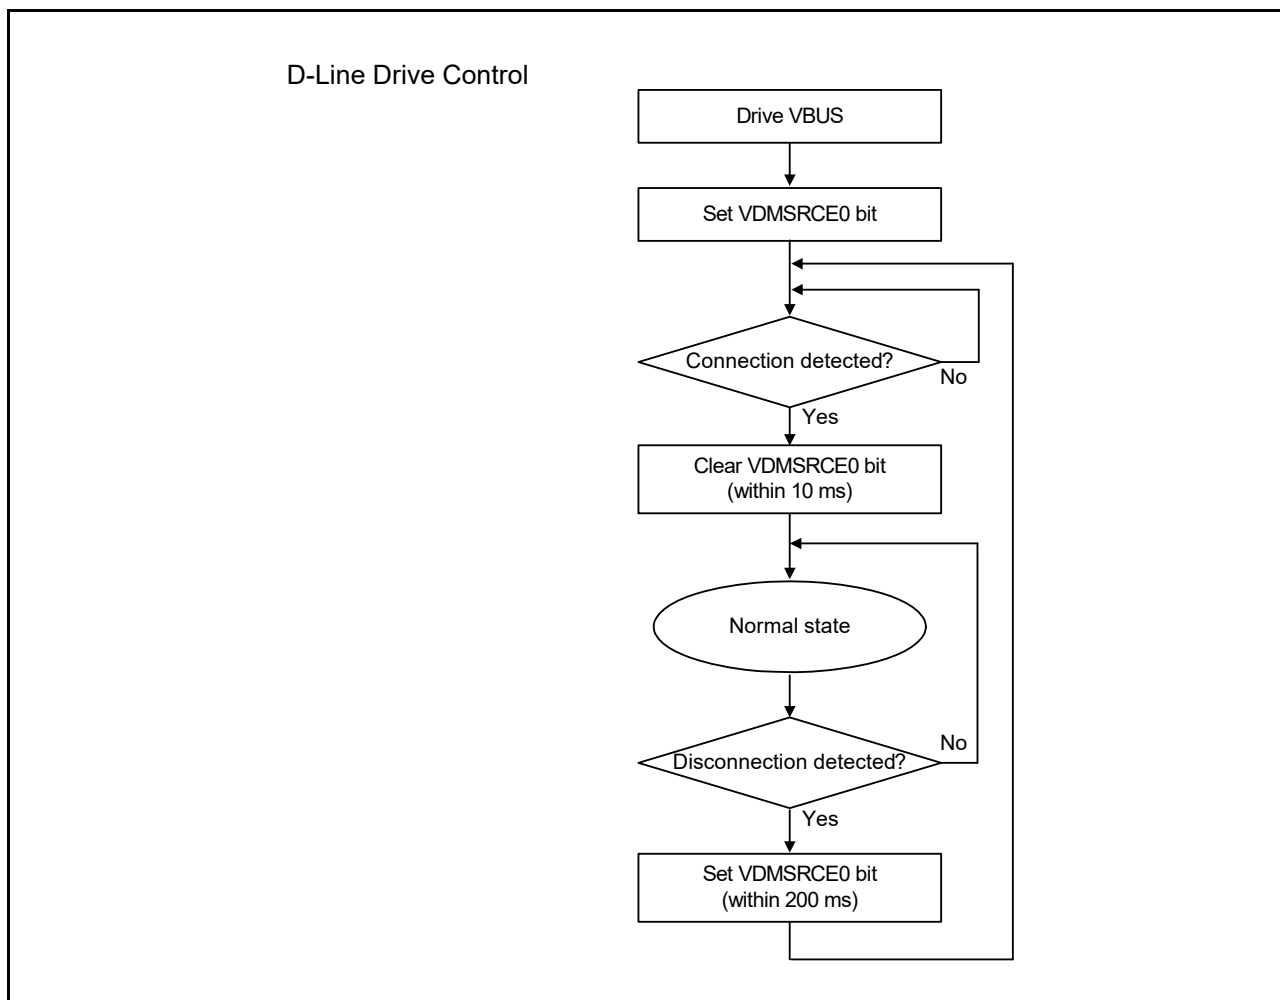 D-Line Drive Control
Drive VBUS
Set VDMSRCE0 bit
Connection detected?
No
Yes
Clear VDMSRCE0 bit
(within 10 ms)
Normal state
Disconnection detected?
No
Yes
Set VDMSRCE0 bit
(within 200 ms)